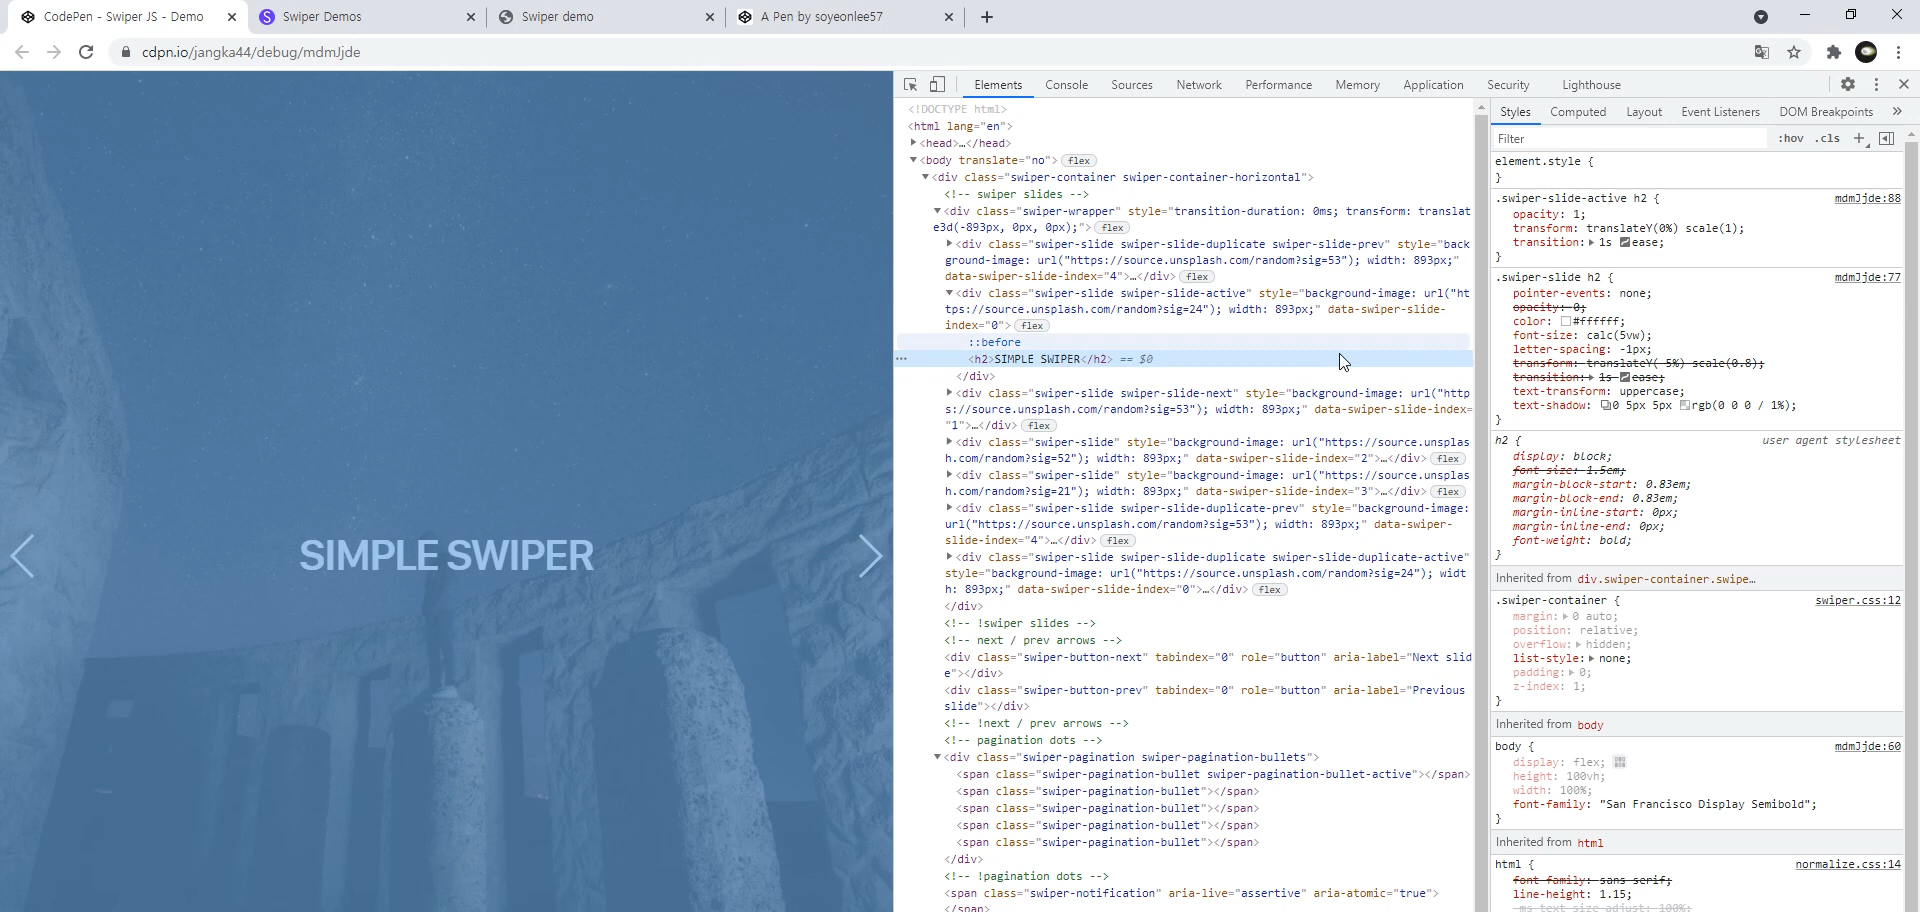 CodePen - Swiper JS - Demo
Swiper Demos
Swiper demo
A Pen by soyeonlee57
cdpn.io/jangka44/debug/mdmJjde
SIMPLE SWIPER
Elements Console Sources Network Performance Memory Application Security Lighthouse
<!DOCTYPE html>
<html lang="en">
<head>…</head>
<body translate="no"> flex
<div class="swiper-container swiper-container-horizontal">
<!-- swiper slides -->
<div class="swiper-wrapper" style="transition-duration: 0ms; transform: translat
e3d(-893px, 0px, 0px);"> flex
<div class="swiper-slide swiper-slide-duplicate swiper-slide-prev" style="back
ground-image: url("https://source.unsplash.com/random?sig=53"); width: 893px;"
data-swiper-slide-index="4">…</div> flex
<div class="swiper-slide swiper-slide-active" style="background-image: url("ht
tps://source.unsplash.com/random?sig=24"); width: 893px;" data-swiper-slide-
index="0"> flex
::before
… <h2>SIMPLE SWIPER</h2> == $0
</div>
<div class="swiper-slide swiper-slide-next" style="background-image: url("http
s://source.unsplash.com/random?sig=53"); width: 893px;" data-swiper-slide-index=
"1">…</div> flex
<div class="swiper-slide" style="background-image: url("https://source.unsplas
h.com/random?sig=52"); width: 893px;" data-swiper-slide-index="2">…</div> flex
<div class="swiper-slide" style="background-image: url("https://source.unsplas
h.com/random?sig=21"); width: 893px;" data-swiper-slide-index="3">…</div> flex
<div class="swiper-slide swiper-slide-duplicate-prev" style="background-image:
url("https://source.unsplash.com/random?sig=53"); width: 893px;" data-swiper-
slide-index="4">…</div> flex
<div class="swiper-slide swiper-slide-duplicate swiper-slide-duplicate-active"
style="background-image: url("https://source.unsplash.com/random?sig=24"); widt
h: 893px;" data-swiper-slide-index="0">…</div> flex
</div>
<!-- !swiper slides -->
<!-- next / prev arrows -->
<div class="swiper-button-next" tabindex="0" role="button" aria-label="Next slid
e"></div>
<div class="swiper-button-prev" tabindex="0" role="button" aria-label="Previous
slide"></div>
<!-- !next / prev arrows -->
<!-- pagination dots -->
<div class="swiper-pagination swiper-pagination-bullets">
<span class="swiper-pagination-bullet swiper-pagination-bullet-active"></span>
<span class="swiper-pagination-bullet"></span>
<span class="swiper-pagination-bullet"></span>
<span class="swiper-pagination-bullet"></span>
<span class="swiper-pagination-bullet"></span>
</div>
<!-- !pagination dots -->
<span class="swiper-notification" aria-live="assertive" aria-atomic="true">
</span>
Styles Computed Layout Event Listeners DOM Breakpoints »
Filter :hov .cls +
element.style {
}
.swiper-slide-active h2 { mdmJjde:88
opacity: 1;
transform: translateY(0%) scale(1);
transition: 1s ease;
}
.swiper-slide h2 { mdmJjde:77
pointer-events: none;
opacity: 0;
color: #ffffff;
font-size: calc(5vw);
letter-spacing: -1px;
transform: translateY(-5%) scale(0.8);
transition: 1s ease;
text-transform: uppercase;
text-shadow: 0 5px 5px rgb(0 0 0 / 1%);
}
h2 { user agent stylesheet
display: block;
font-size: 1.5em;
margin-block-start: 0.83em;
margin-block-end: 0.83em;
margin-inline-start: 0px;
margin-inline-end: 0px;
font-weight: bold;
}
Inherited from div.swiper-container.swipe…
.swiper-container { swiper.css:12
margin: 0 auto;
position: relative;
overflow: hidden;
list-style: none;
padding: 0;
z-index: 1;
}
Inherited from body
body { mdmJjde:60
display: flex;
height: 100vh;
width: 100%;
font-family: "San Francisco Display Semibold";
}
Inherited from html
html { normalize.css:14
font-family: sans-serif;
line-height: 1.15;
-ms-text-size-adjust: 100%;